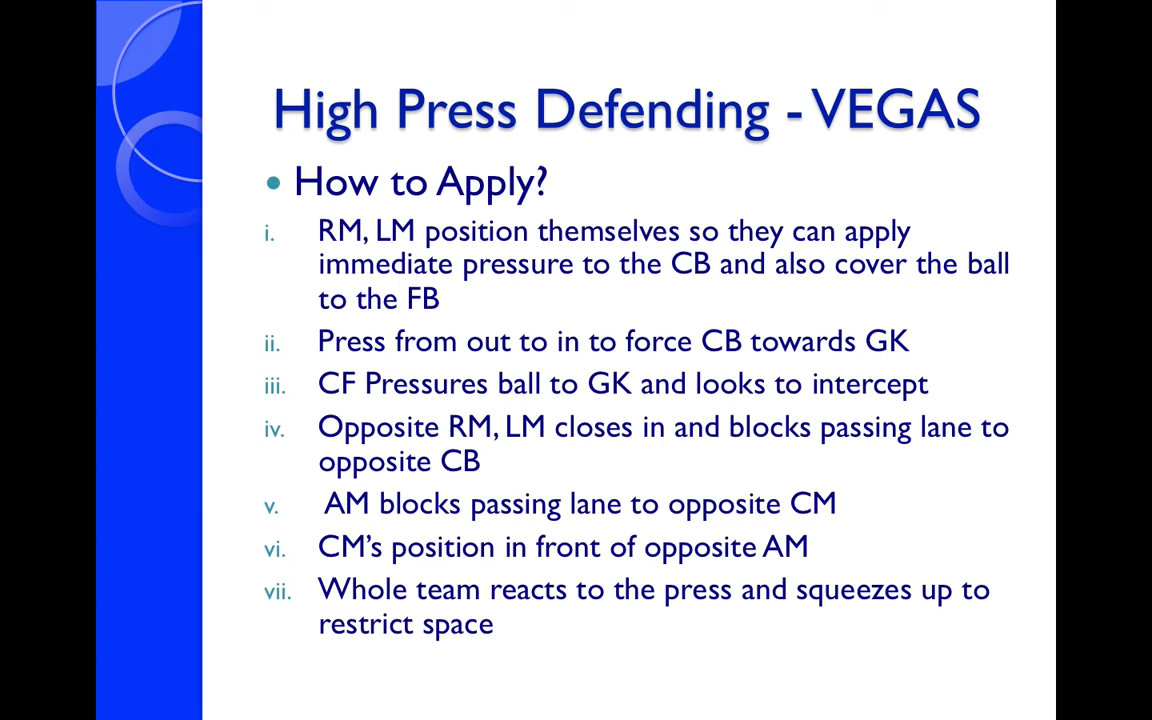 High Press Defending - VEGAS
• How to Apply?
i. RM, LM position themselves so they can apply
immediate pressure to the CB and also cover the ball
to the FB
ii. Press from out to in to force CB towards GK
iii. CF Pressures ball to GK and looks to intercept
iv. Opposite RM, LM closes in and blocks passing lane to
opposite CB
v. AM blocks passing lane to opposite CM
vi. CM’s position in front of opposite AM
vii. Whole team reacts to the press and squeezes up to
restrict space